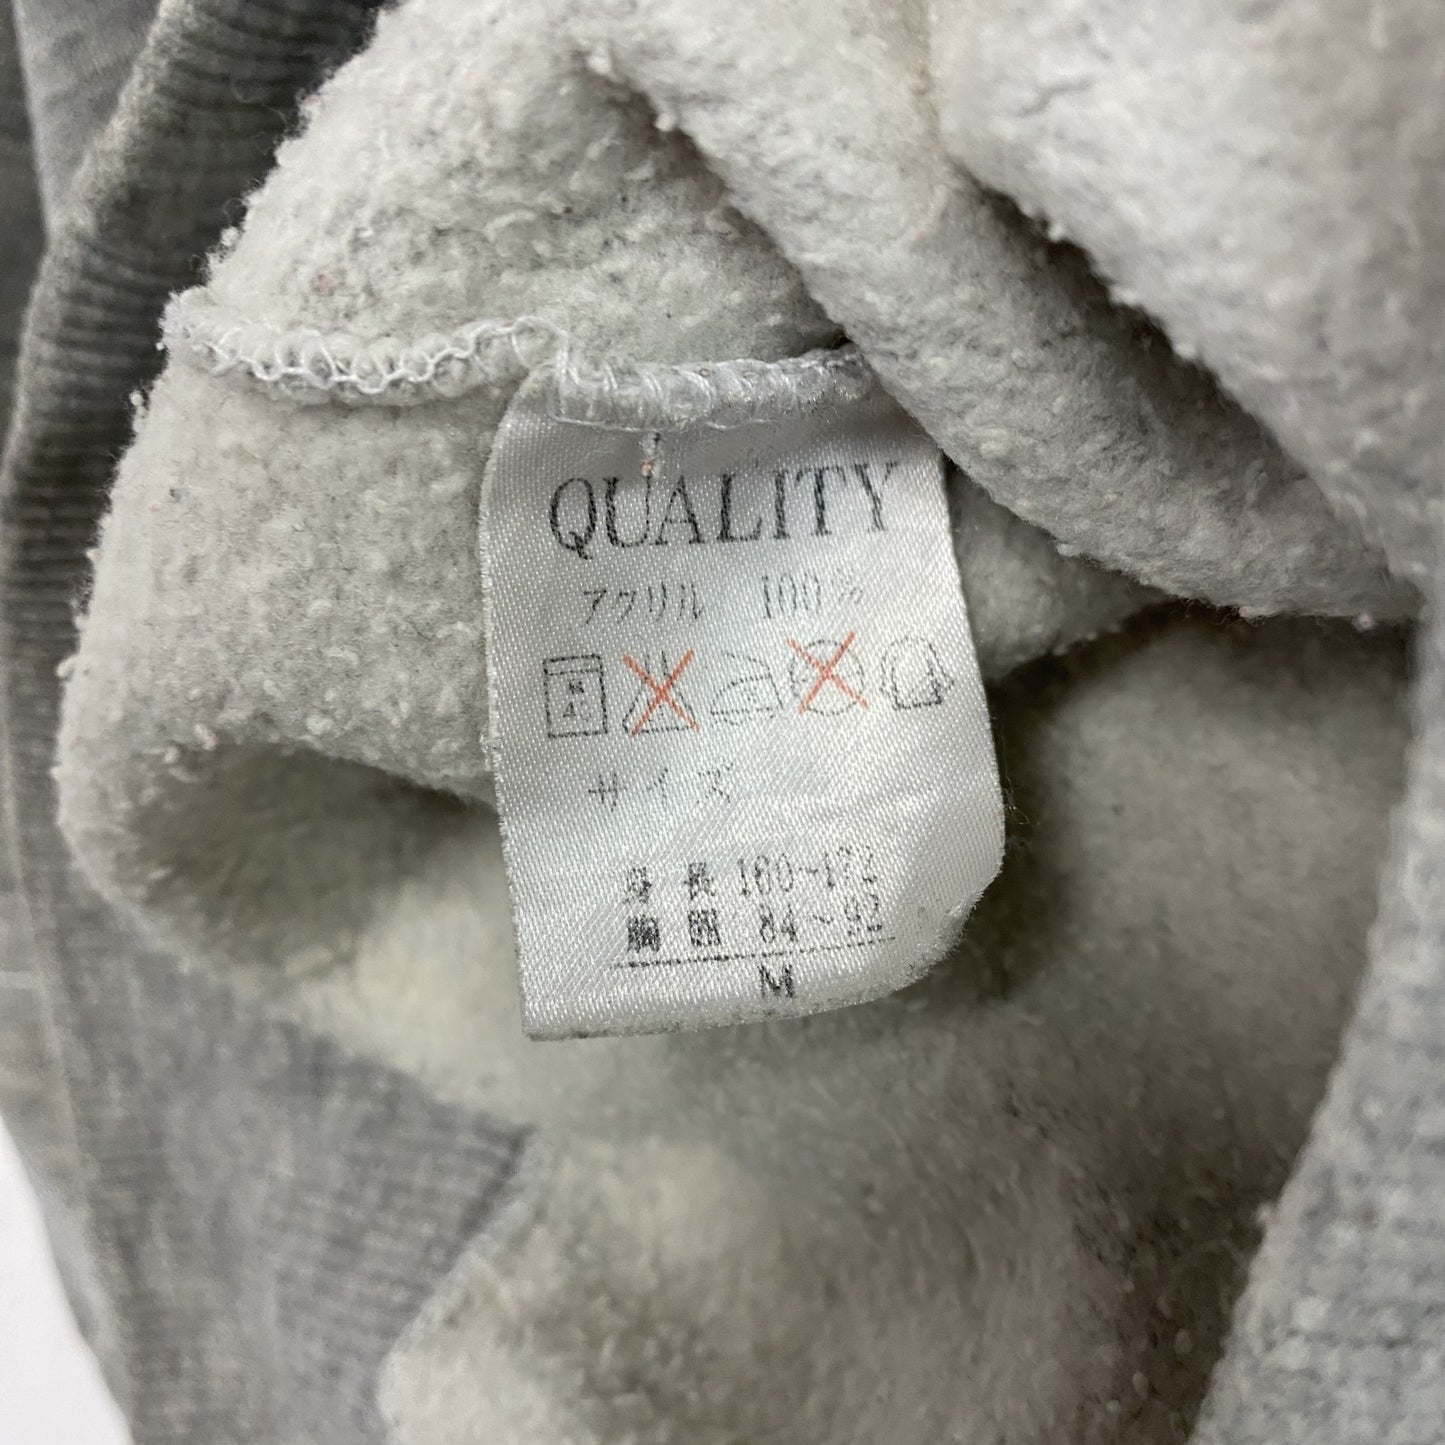 QUALITY
アクリル 100%
サイズ
身長 160~172
胸囲 84~92
M